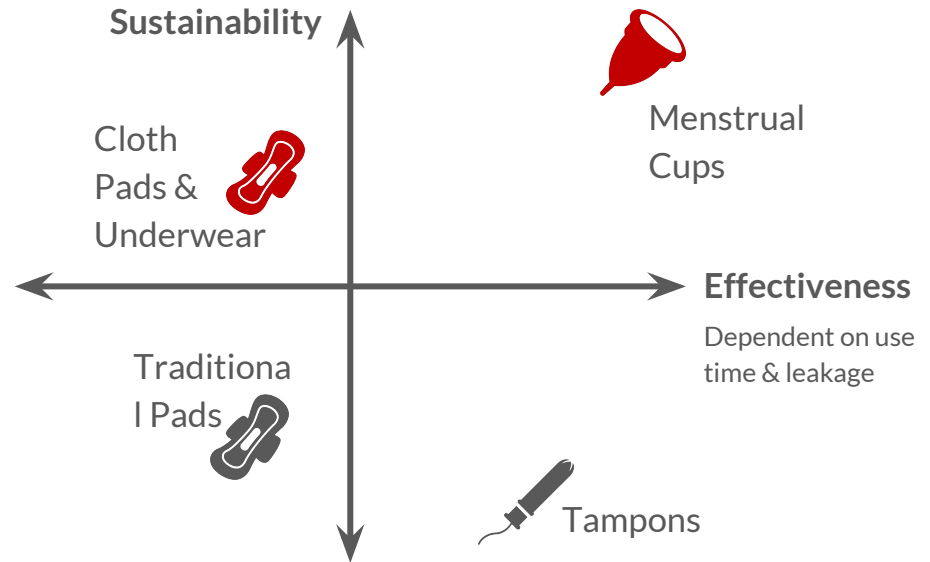 Sustainability
Menstrual
Cups
Cloth
Pads &
Underwear
Effectiveness
Dependent on use
time & leakage
Traditiona
l Pads
Tampons